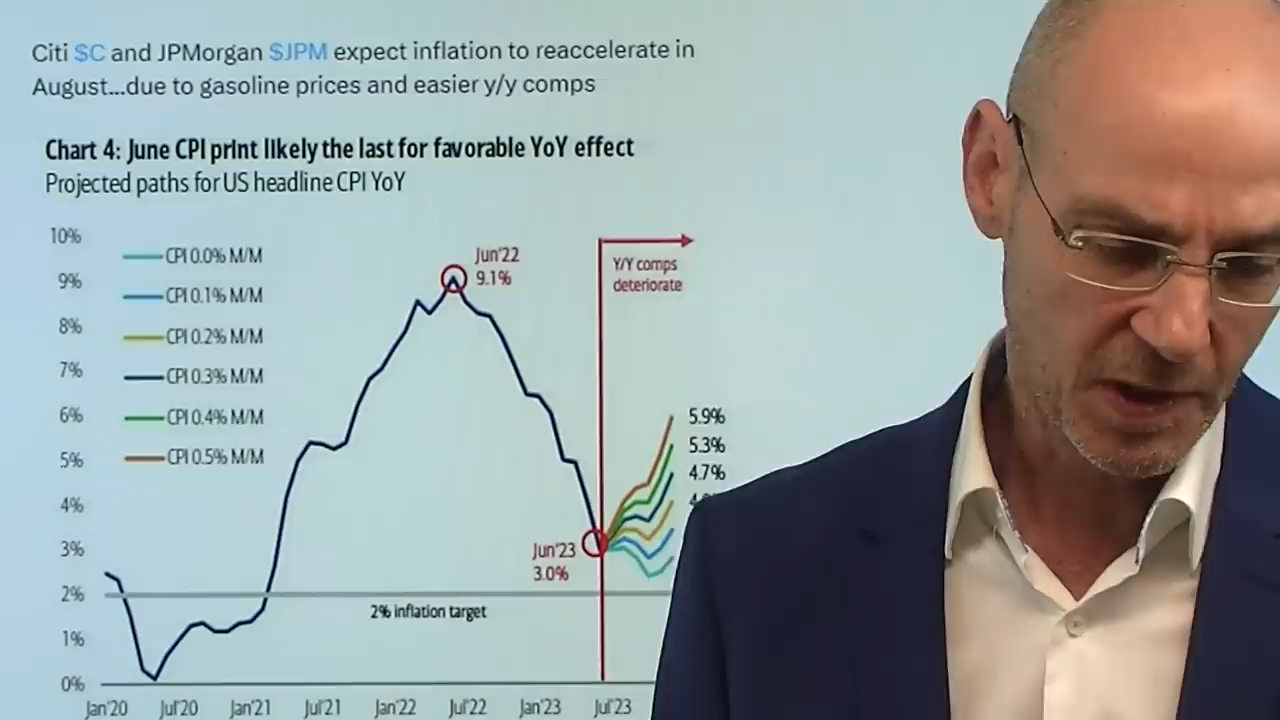 Citi $C and JPMorgan $JPM expect inflation to reaccelerate in
August...due to gasoline prices and easier y/y comps
Chart 4: June CPI print likely the last for favorable YoY effect
Projected paths for US headline CPI YoY
10%
9%
8%
7%
6%
5%
4%
3%
2%
1%
0%
CPI 0.0% M/M
CPI 0.1% M/M
CPI 0.2% M/M
CPI 0.3% M/M
CPI 0.4% M/M
CPI 0.5% M/M
Jun'22
9.1%
Y/Y comps
deteriorate
5.9%
5.3%
4.7%
Jun'23
3.0%
2% inflation target
Jan'20
Jul'20
Jan'21
Jul'21
Jan'22
Jul'22
Jan'23
Jul'23